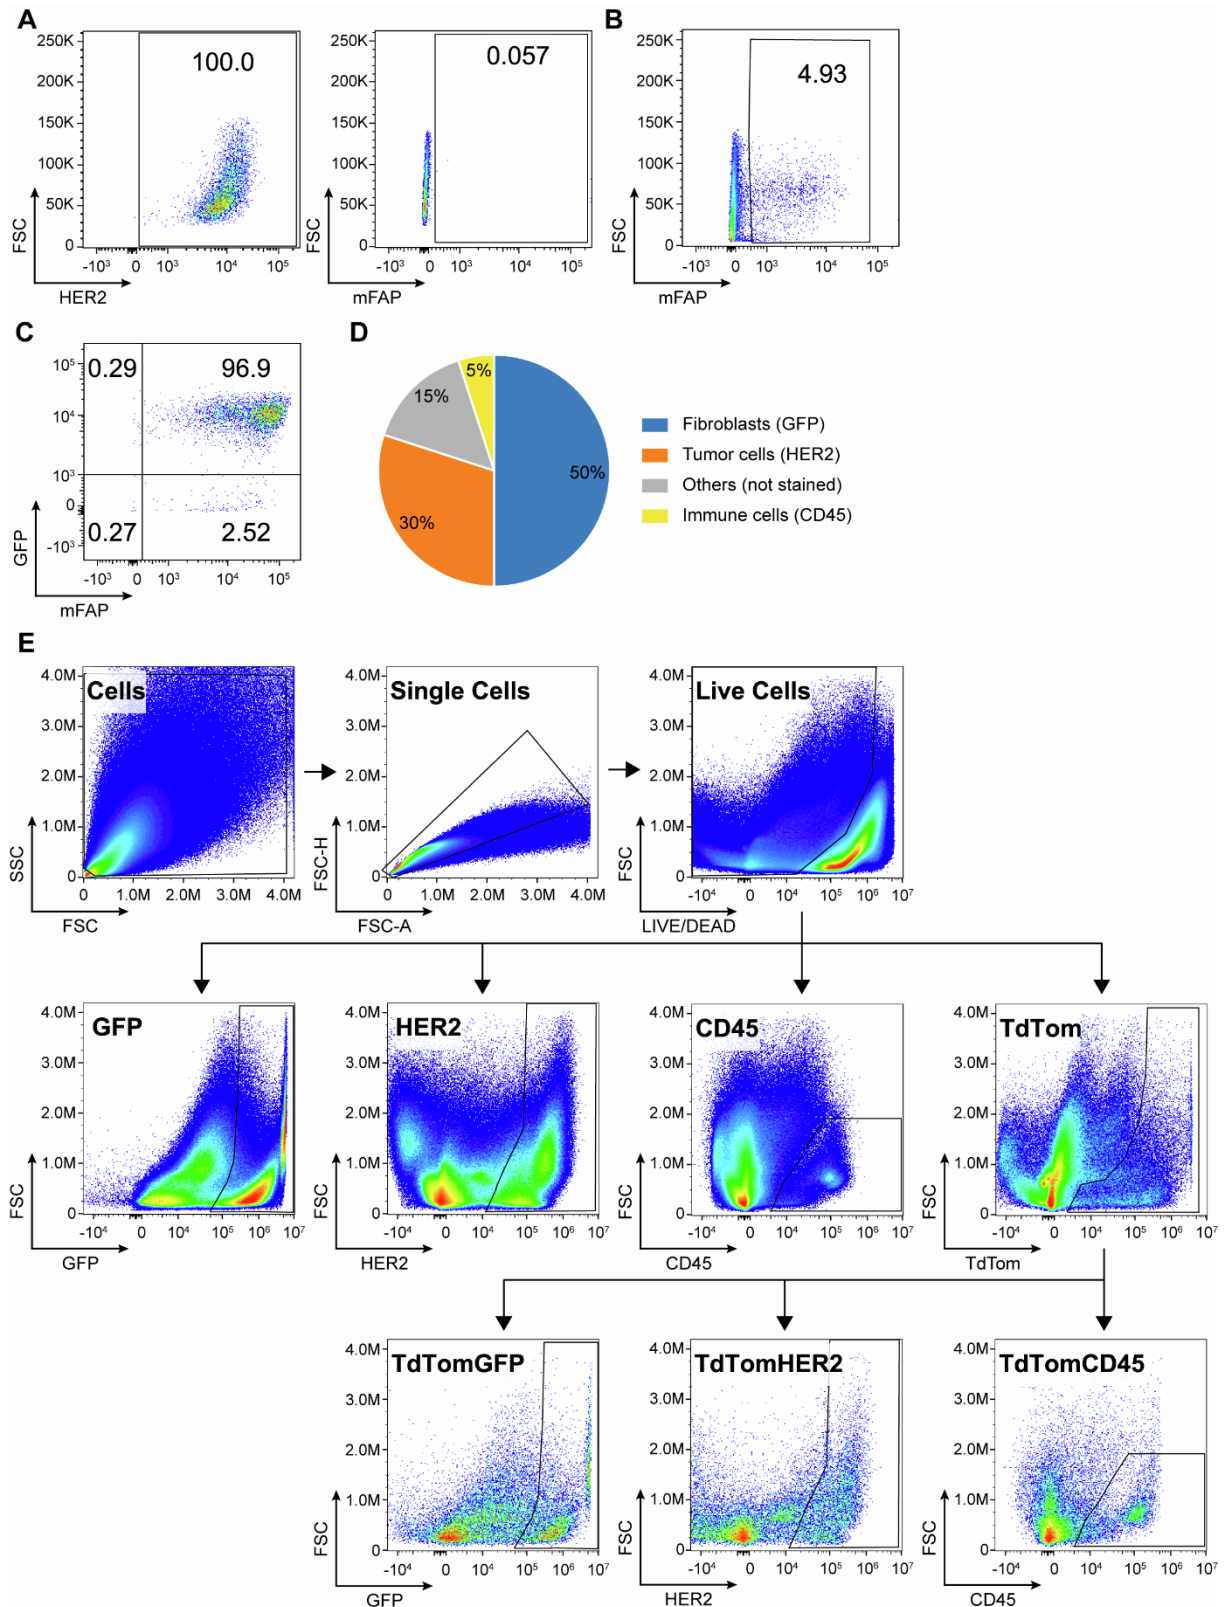 A
250K
200K
150K
100K
50K
0
FSC
100.0
-10³ 0 10³ 10⁴ 10⁵
HER2
250K
200K
150K
100K
50K
0
FSC
0.057
-10³ 0 10³ 10⁴ 10⁵
mFAP
B
250K
200K
150K
100K
50K
0
FSC
4.93
-10³ 0 10³ 10⁴ 10⁵
mFAP
C
10⁵
10⁴
10³
0
-10³
GFP
0.29 96.9
0.27 2.52
-10³ 0 10³ 10⁴ 10⁵
mFAP
D
5%
15%
50%
30%
Fibroblasts (GFP)
Tumor cells (HER2)
Others (not stained)
Immune cells (CD45)
E
4.0M
3.0M
2.0M
1.0M
0
SSC
Cells
0 1.0M 2.0M 3.0M 4.0M
FSC
4.0M
3.0M
2.0M
1.0M
0
FSC-H
Single Cells
0 1.0M 2.0M 3.0M 4.0M
FSC-A
4.0M
3.0M
2.0M
1.0M
0
FSC
Live Cells
-10⁴ 0 10⁴ 10⁵ 10⁶ 10⁷
LIVE/DEAD
4.0M
3.0M
2.0M
1.0M
0
FSC
GFP
-10⁴ 0 10⁴ 10⁵ 10⁶ 10⁷
GFP
4.0M
3.0M
2.0M
1.0M
0
FSC
HER2
-10⁴ 0 10⁴ 10⁵ 10⁶ 10⁷
HER2
4.0M
3.0M
2.0M
1.0M
0
FSC
CD45
-10⁴ 0 10⁴ 10⁵ 10⁶ 10⁷
CD45
4.0M
3.0M
2.0M
1.0M
0
FSC
TdTom
-10⁴ 0 10⁴ 10⁵ 10⁶ 10⁷
TdTom
4.0M
3.0M
2.0M
1.0M
0
FSC
TdTomGFP
-10⁴ 0 10⁴ 10⁵ 10⁶ 10⁷
GFP
4.0M
3.0M
2.0M
1.0M
0
FSC
TdTomHER2
-10⁴ 0 10⁴ 10⁵ 10⁶ 10⁷
HER2
4.0M
3.0M
2.0M
1.0M
0
FSC
TdTomCD45
-10⁴ 0 10⁴ 10⁵ 10⁶ 10⁷
CD45